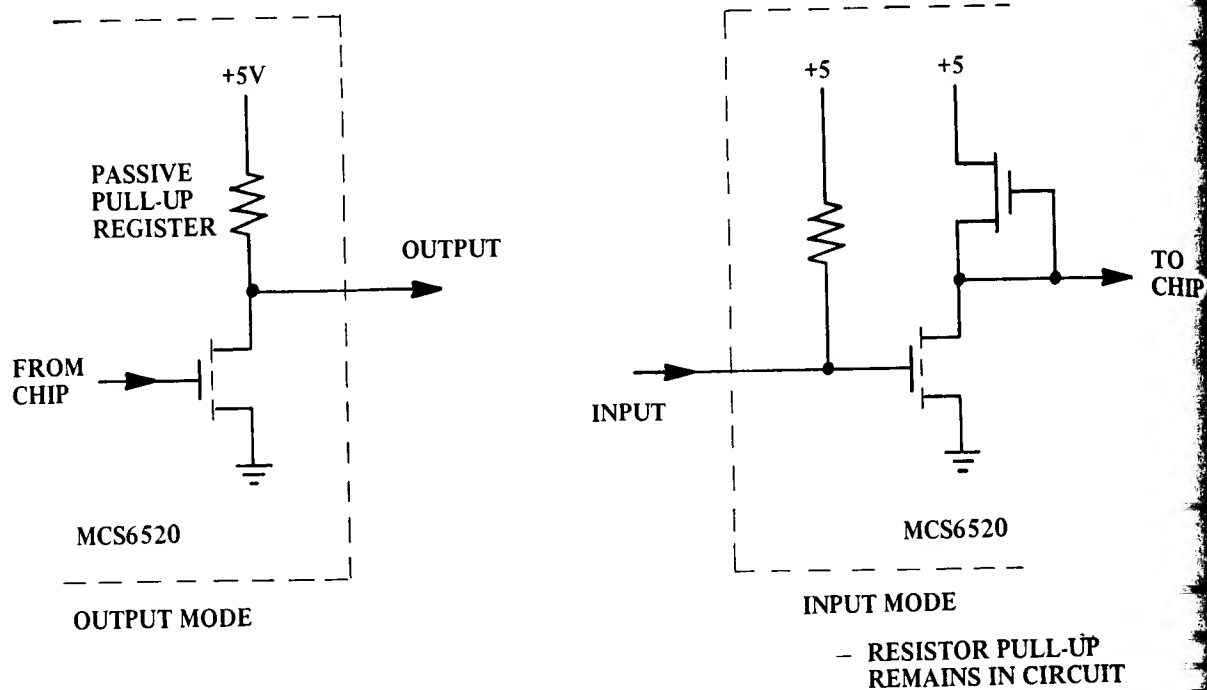 +5V
PASSIVE
PULL-UP
REGISTER
OUTPUT
FROM
CHIP
MCS6520
OUTPUT MODE
+5
+5
TO
CHIP
INPUT
MCS6520
INPUT MODE
– RESISTOR PULL-UP
REMAINS IN CIRCUIT